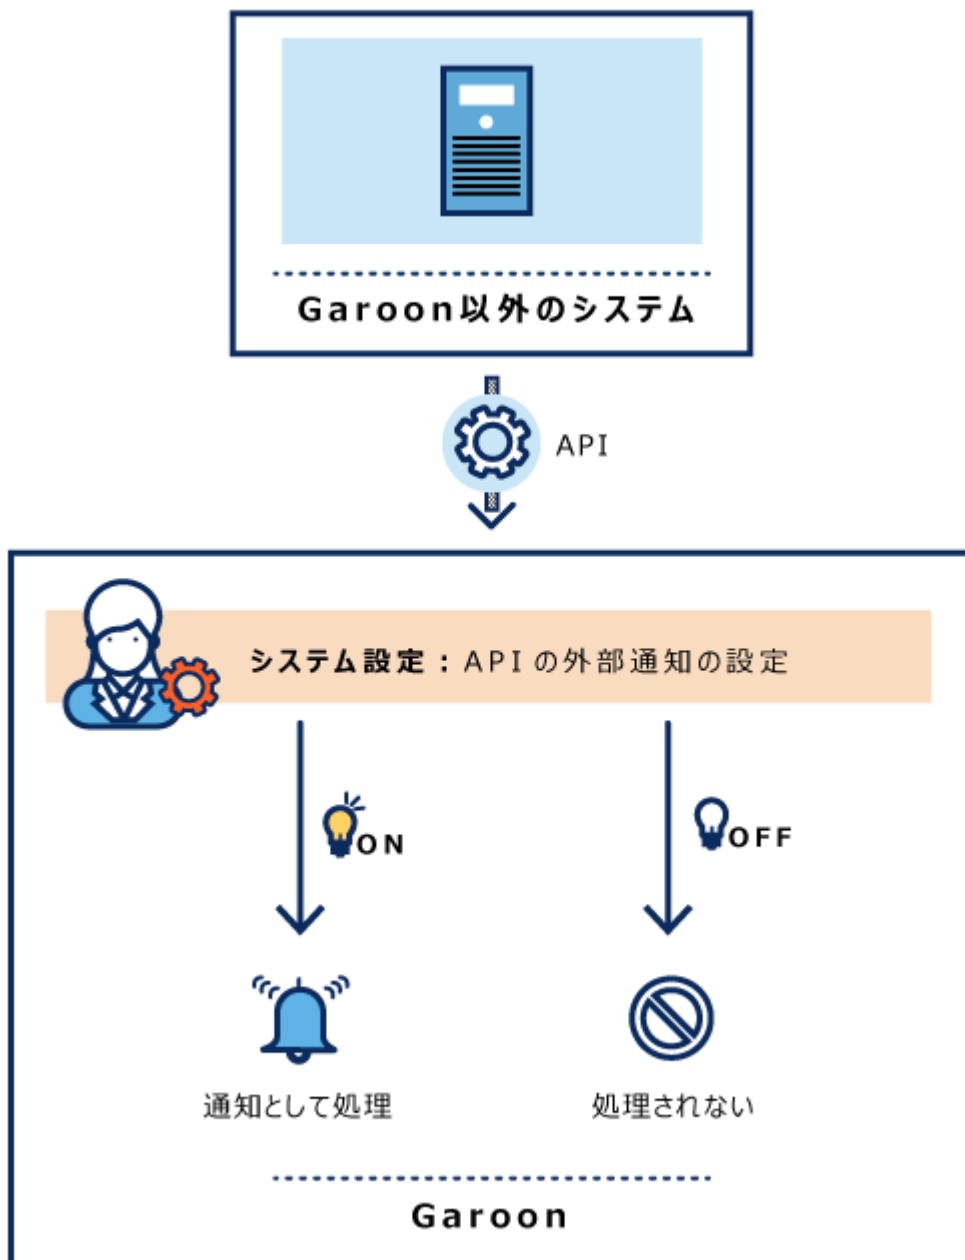 Garoon以外のシステム
API
システム設定：APIの外部通知の設定
ON
OFF
通知として処理
処理されない
Garoon